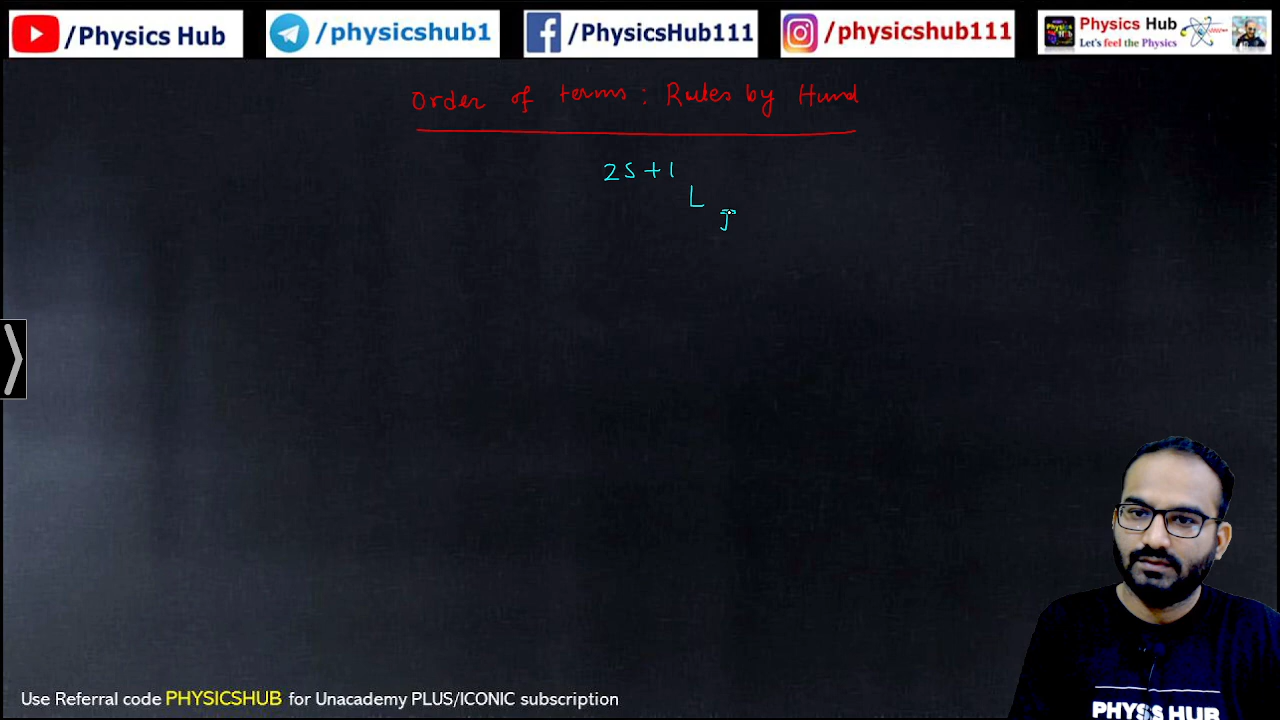 /Physics Hub
/physicshub1
/PhysicsHub111
/physicshub111
Physics Hub
Let's feel the Physics
Order of terms: Rules by Hund
2S+1
L
J
PHYSICS HUB
Use Referral code PHYSICSHUB for Unacademy PLUS/ICONIC subscription